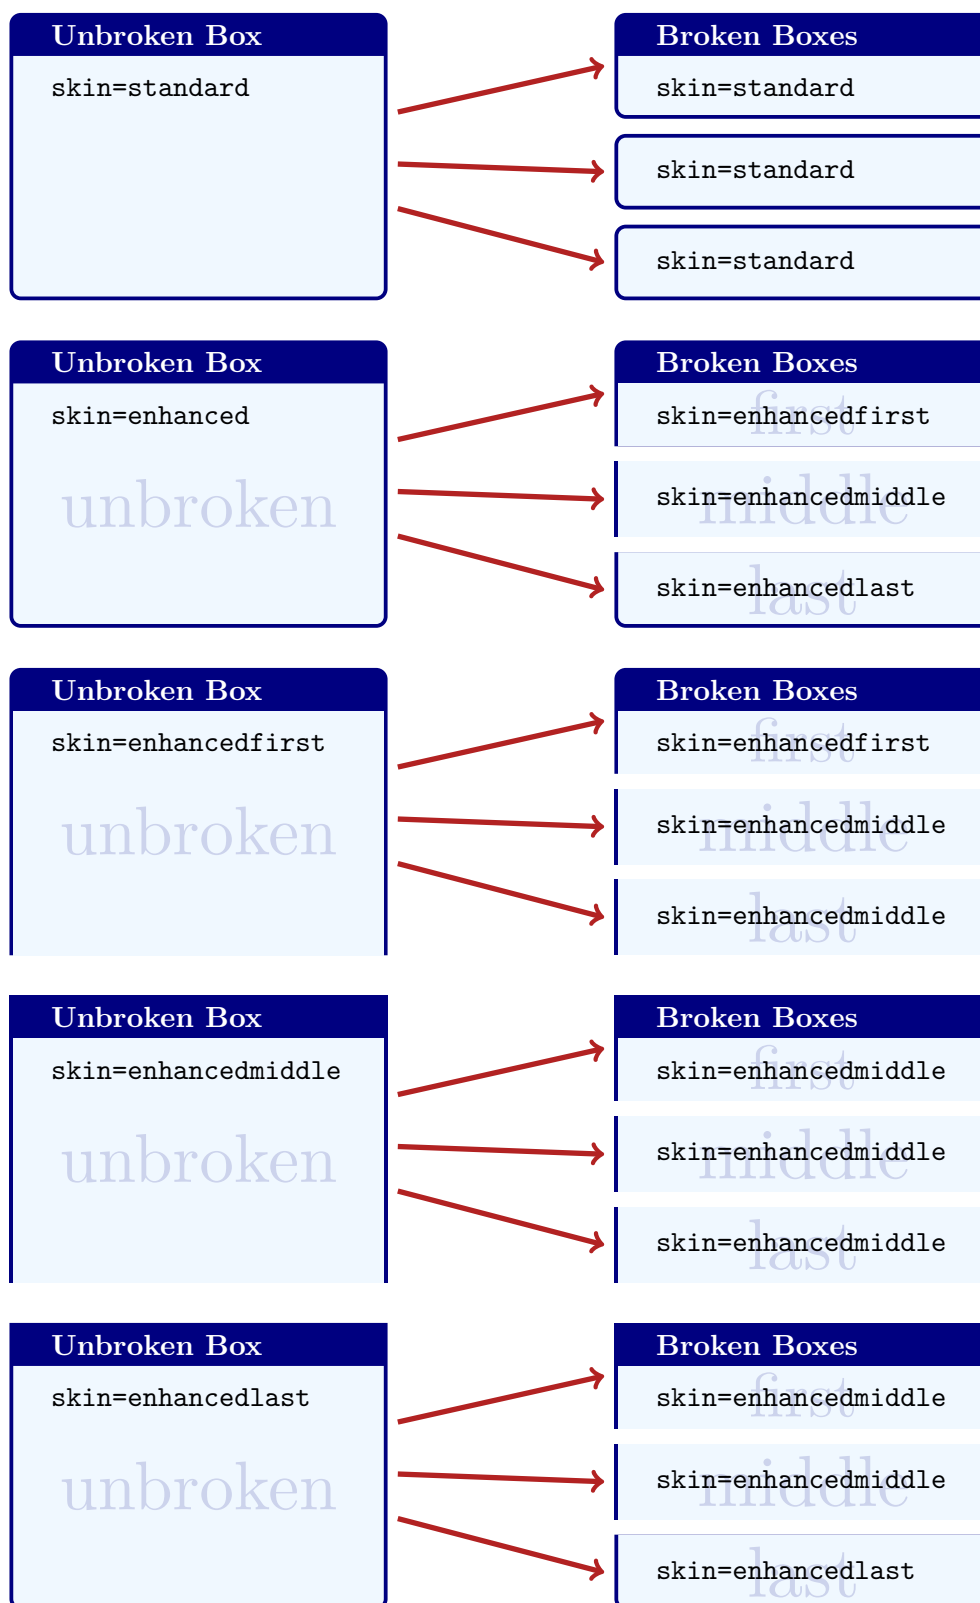 Unbroken Box
skin=standard
Broken Boxes
skin=standard
skin=standard
skin=standard
Unbroken Box
skin=enhanced
unbroken
Broken Boxes
first
skin=enhancedfirst
middle
skin=enhancedmiddle
last
skin=enhancedlast
Unbroken Box
skin=enhancedfirst
unbroken
Broken Boxes
first
skin=enhancedfirst
middle
skin=enhancedmiddle
last
skin=enhancedmiddle
Unbroken Box
skin=enhancedmiddle
unbroken
Broken Boxes
first
skin=enhancedmiddle
middle
skin=enhancedmiddle
last
skin=enhancedmiddle
Unbroken Box
skin=enhancedlast
unbroken
Broken Boxes
first
skin=enhancedmiddle
middle
skin=enhancedmiddle
last
skin=enhancedlast